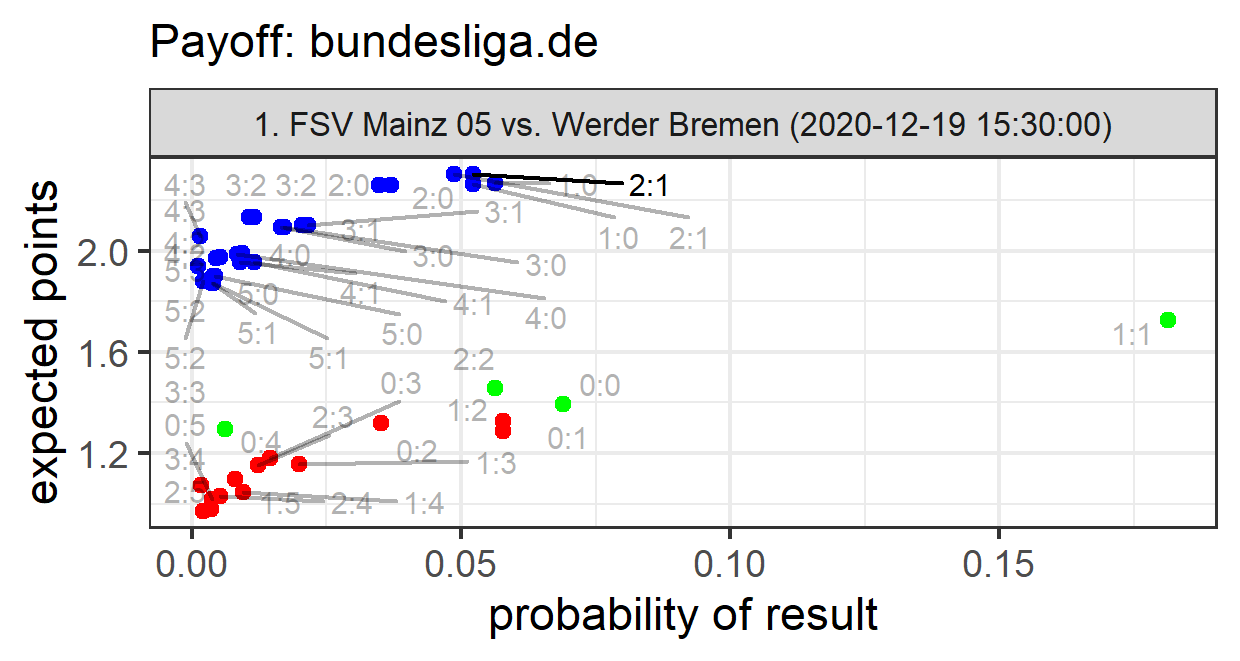 Payoff: bundesliga.de
1. FSV Mainz 05 vs. Werder Bremen (2020-12-19 15:30:00)
4:3 3:2 3:2 2:0 1:0 2:1
2:0
4:3 3:1
3:1
1:0 2:1
4:0 3:0
3:0
5:0 4:1 4:1
5:2 4:0
5:1 5:0
5:2 5:1 2:2
1:1
3:3 0:3 0:0
1:2
0:5 2:3
0:4 0:1
0:2
3:4 1:3
1:5 2:4 1:4
2.0
1.6
1.2
expected points
0.00 0.05 0.10 0.15
probability of result